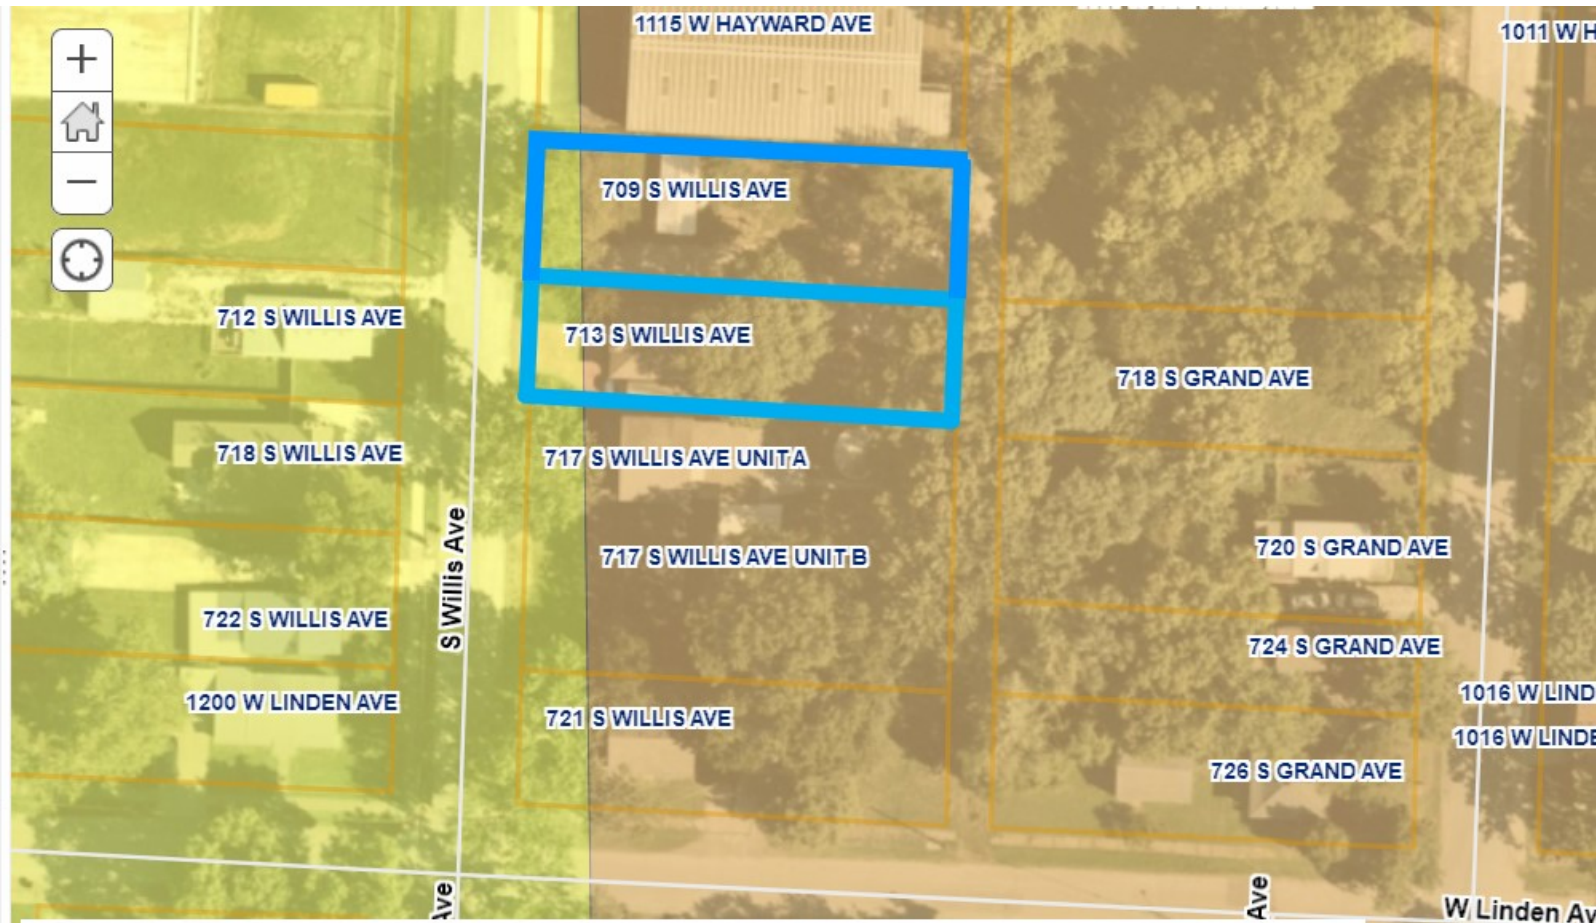 1115 W HAYWARD AVE
1011 W H
709 S WILLIS AVE
712 S WILLIS AVE
713 S WILLIS AVE
718 S GRAND AVE
718 S WILLIS AVE
717 S WILLIS AVE UNIT A
S Willis Ave
717 S WILLIS AVE UNIT B
720 S GRAND AVE
722 S WILLIS AVE
724 S GRAND AVE
1200 W LINDEN AVE
721 S WILLIS AVE
1016 W LIND
1016 W LINDE
726 S GRAND AVE
Ave
Ave
W Linden Av